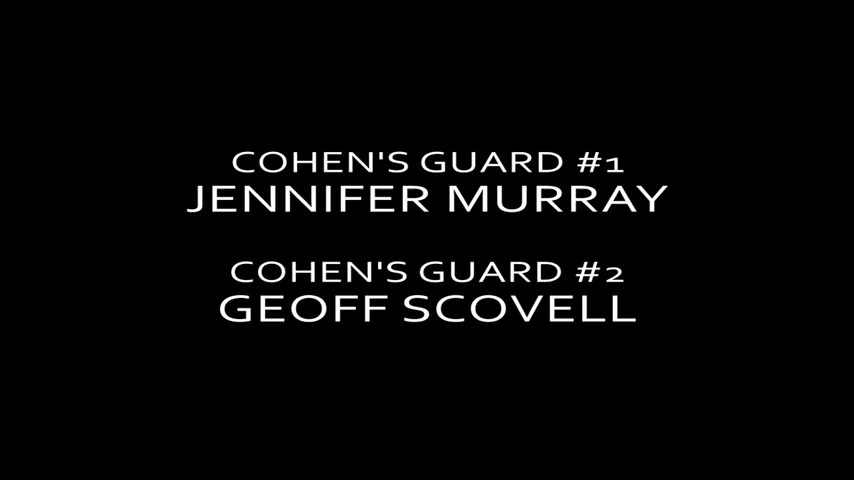 COHEN'S GUARD #1
JENNIFER MURRAY
COHEN'S GUARD #2
GEOFF SCOVELL